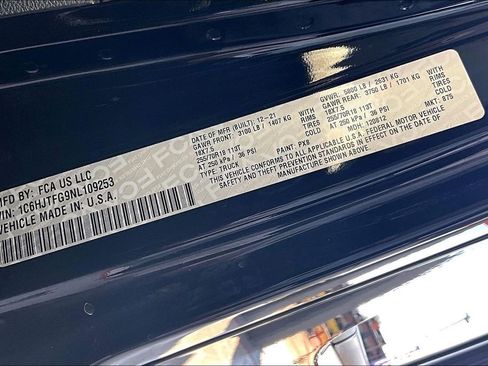 MFD BY: FCA US LLC
VIN: 1C6HJTFG9NL109253
VEHICLE MADE IN: U.S.A.
DATE OF MFR (BUILT): 12-21
GAWR FRONT: 3100 LB / 1407 KG
18X7.5 RIMS
255/70R18 113T TIRES
AT 250 KPA / 36 PSI COLD
TYPE: TRUCK PAINT: PX8
GVWR: 5800 LB / 2631 KG
GAWR REAR: 3750 LB / 1701 KG
18X7.5 RIMS
255/70R18 113T TIRES
AT 250 KPA / 36 PSI COLD
MDH: 120812 MKT: 875
THIS VEHICLE CONFORMS TO ALL APPLICABLE U.S.A. FEDERAL MOTOR VEHICLE
SAFETY AND THEFT PREVENTION STANDARDS IN EFFECT ON THE DATE OF
MANUFACTURE SHOWN ABOVE.